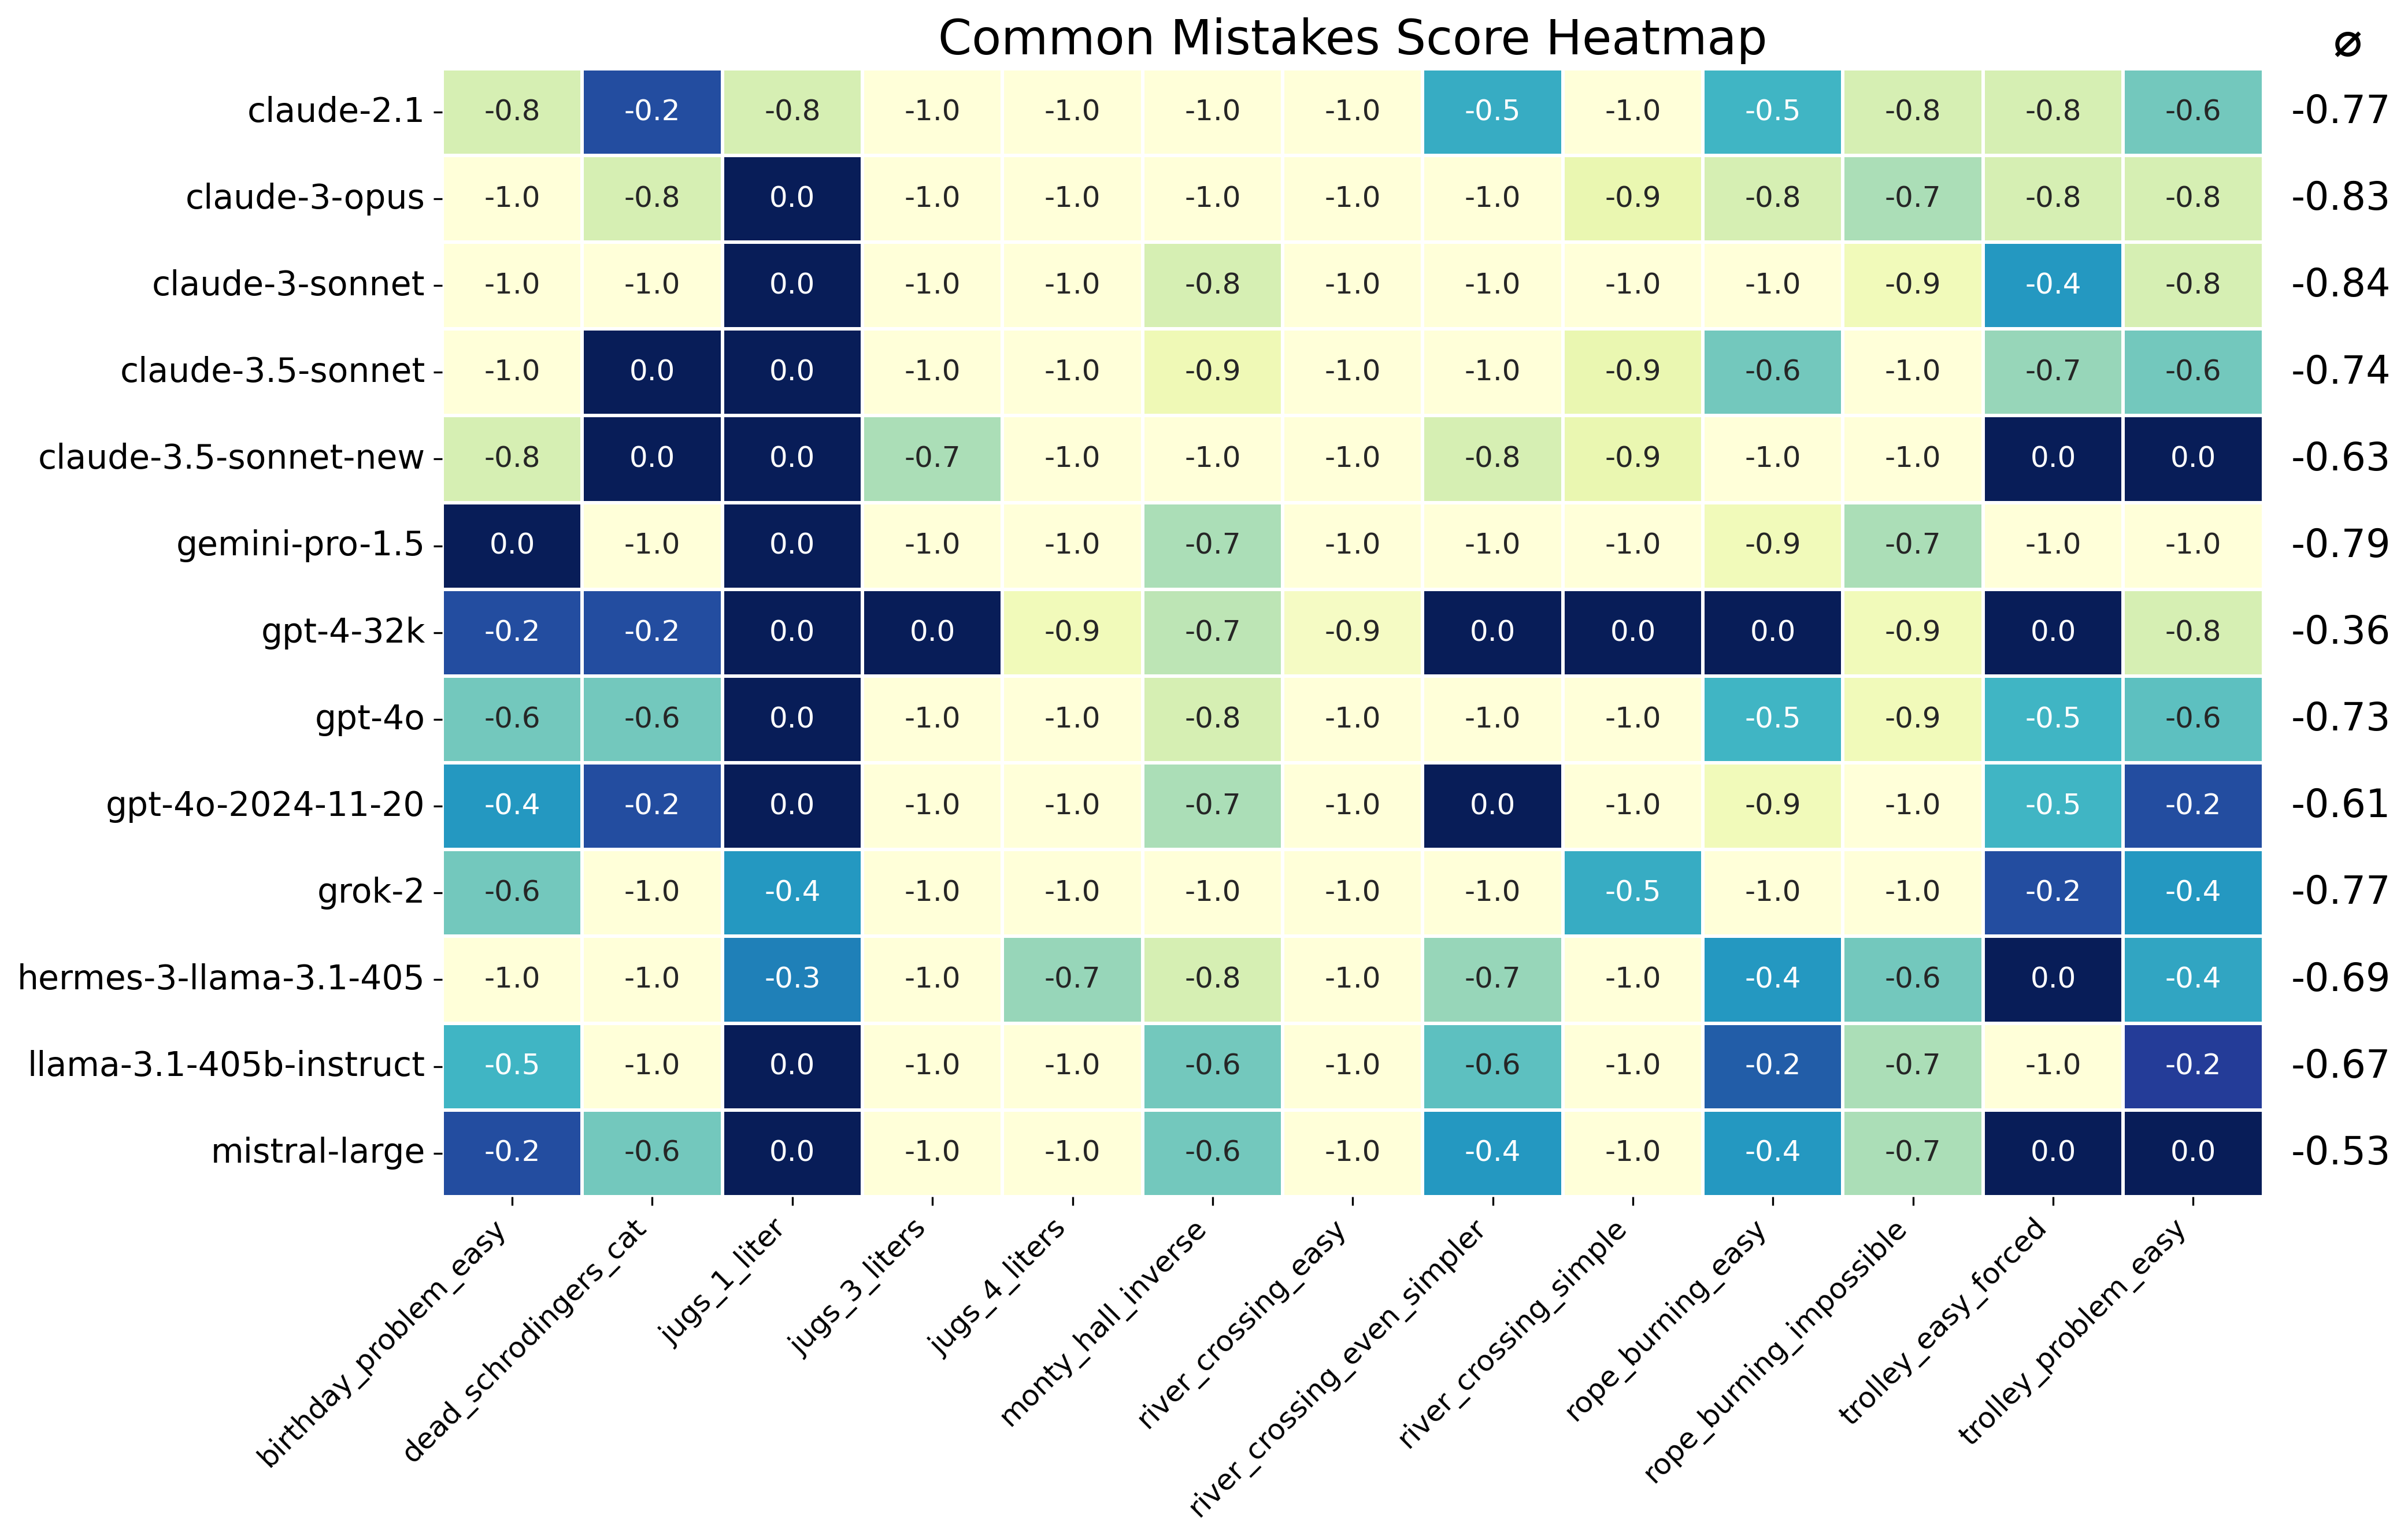 Common Mistakes Score Heatmap ⌀
claude-2.1 -0.8 -0.2 -0.8 -1.0 -1.0 -1.0 -1.0 -0.5 -1.0 -0.5 -0.8 -0.8 -0.6 -0.77
claude-3-opus -1.0 -0.8 0.0 -1.0 -1.0 -1.0 -1.0 -1.0 -0.9 -0.8 -0.7 -0.8 -0.8 -0.83
claude-3-sonnet -1.0 -1.0 0.0 -1.0 -1.0 -0.8 -1.0 -1.0 -1.0 -1.0 -0.9 -0.4 -0.8 -0.84
claude-3.5-sonnet -1.0 0.0 0.0 -1.0 -1.0 -0.9 -1.0 -1.0 -0.9 -0.6 -1.0 -0.7 -0.6 -0.74
claude-3.5-sonnet-new -0.8 0.0 0.0 -0.7 -1.0 -1.0 -1.0 -0.8 -0.9 -1.0 -1.0 0.0 0.0 -0.63
gemini-pro-1.5 0.0 -1.0 0.0 -1.0 -1.0 -0.7 -1.0 -1.0 -1.0 -0.9 -0.7 -1.0 -1.0 -0.79
gpt-4-32k -0.2 -0.2 0.0 0.0 -0.9 -0.7 -0.9 0.0 0.0 0.0 -0.9 0.0 -0.8 -0.36
gpt-4o -0.6 -0.6 0.0 -1.0 -1.0 -0.8 -1.0 -1.0 -1.0 -0.5 -0.9 -0.5 -0.6 -0.73
gpt-4o-2024-11-20 -0.4 -0.2 0.0 -1.0 -1.0 -0.7 -1.0 0.0 -1.0 -0.9 -1.0 -0.5 -0.2 -0.61
grok-2 -0.6 -1.0 -0.4 -1.0 -1.0 -1.0 -1.0 -1.0 -0.5 -1.0 -1.0 -0.2 -0.4 -0.77
hermes-3-llama-3.1-405 -1.0 -1.0 -0.3 -1.0 -0.7 -0.8 -1.0 -0.7 -1.0 -0.4 -0.6 0.0 -0.4 -0.69
llama-3.1-405b-instruct -0.5 -1.0 0.0 -1.0 -1.0 -0.6 -1.0 -0.6 -1.0 -0.2 -0.7 -1.0 -0.2 -0.67
mistral-large -0.2 -0.6 0.0 -1.0 -1.0 -0.6 -1.0 -0.4 -1.0 -0.4 -0.7 0.0 0.0 -0.53
birthday_problem_easy
dead_schrodingers_cat
jugs_1_liter
jugs_3_liters
jugs_4_liters
monty_hall_inverse
river_crossing_easy
river_crossing_even_simpler
river_crossing_simple
rope_burning_easy
rope_burning_impossible
trolley_easy_forced
trolley_problem_easy